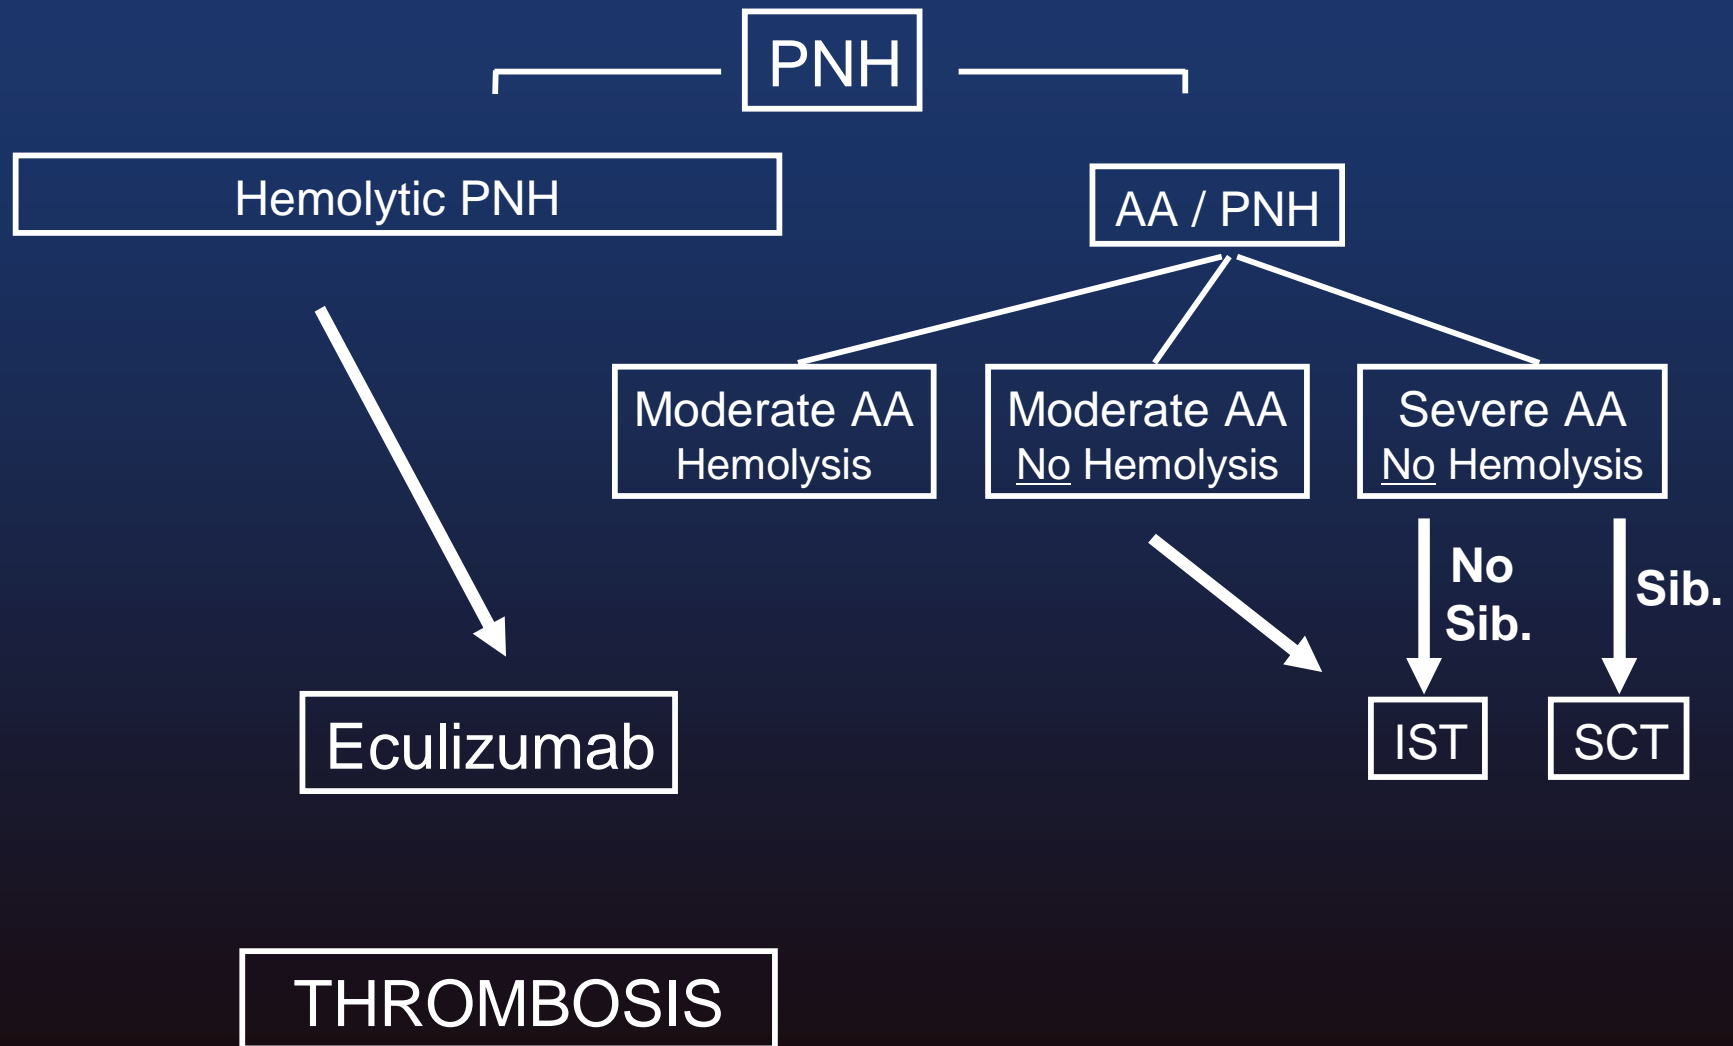 PNH
Hemolytic PNH
AA / PNH
Moderate AA
Hemolysis
Moderate AA
No Hemolysis
Severe AA
No Hemolysis
No
Sib.
Sib.
Eculizumab
IST
SCT
THROMBOSIS